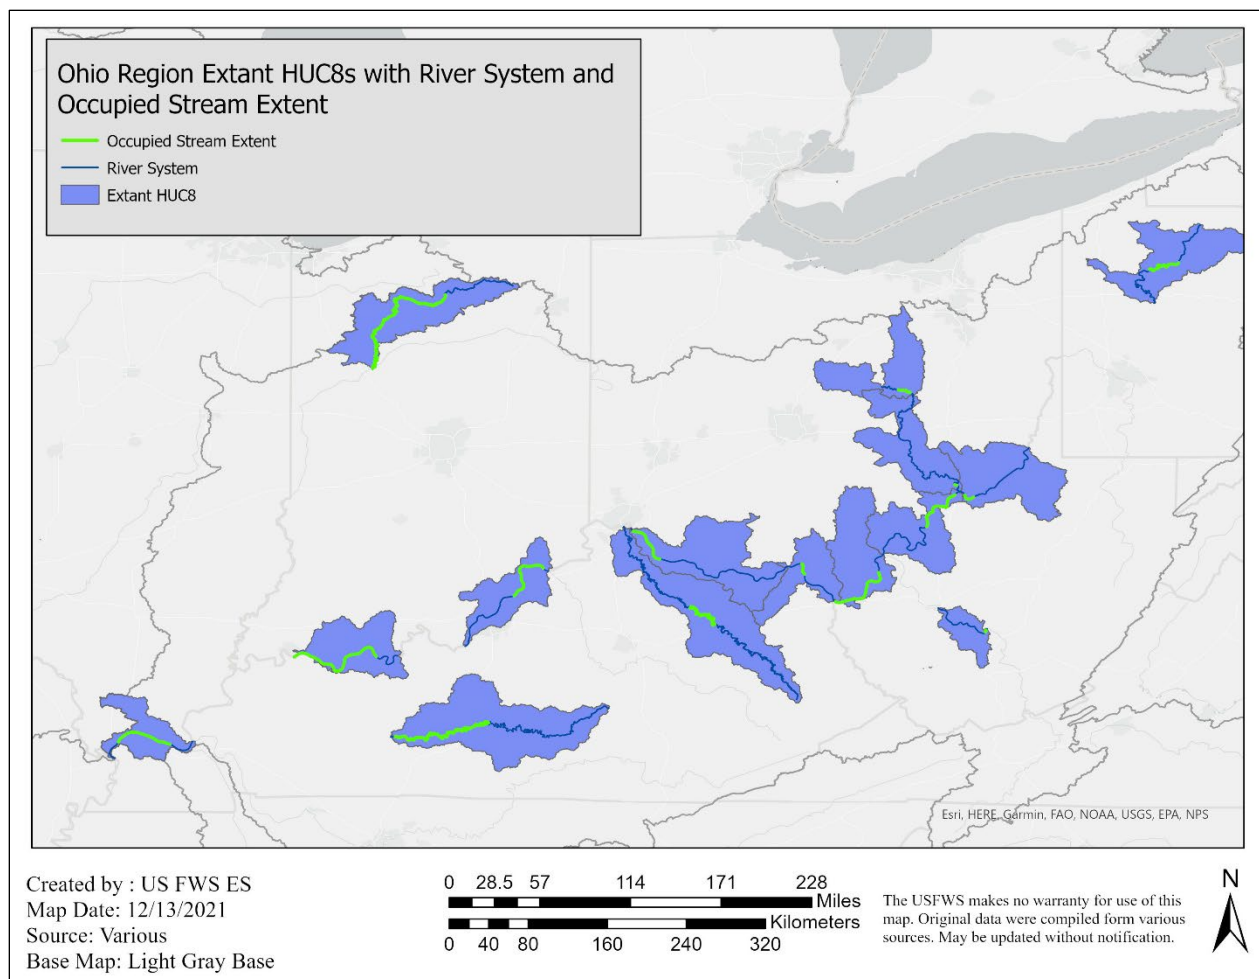 Ohio Region Extant HUC8s with River System and
Occupied Stream Extent
Occupied Stream Extent
River System
Extant HUC8
Esri, HERE, Garmin, FAO, NOAA, USGS, EPA, NPS
Created by : US FWS ES
Map Date: 12/13/2021
Source: Various
Base Map: Light Gray Base
0 28.5 57 114 171 228
Miles
Kilometers
0 40 80 160 240 320
The USFWS makes no warranty for use of this
map. Original data were compiled form various
sources. May be updated without notification.
N